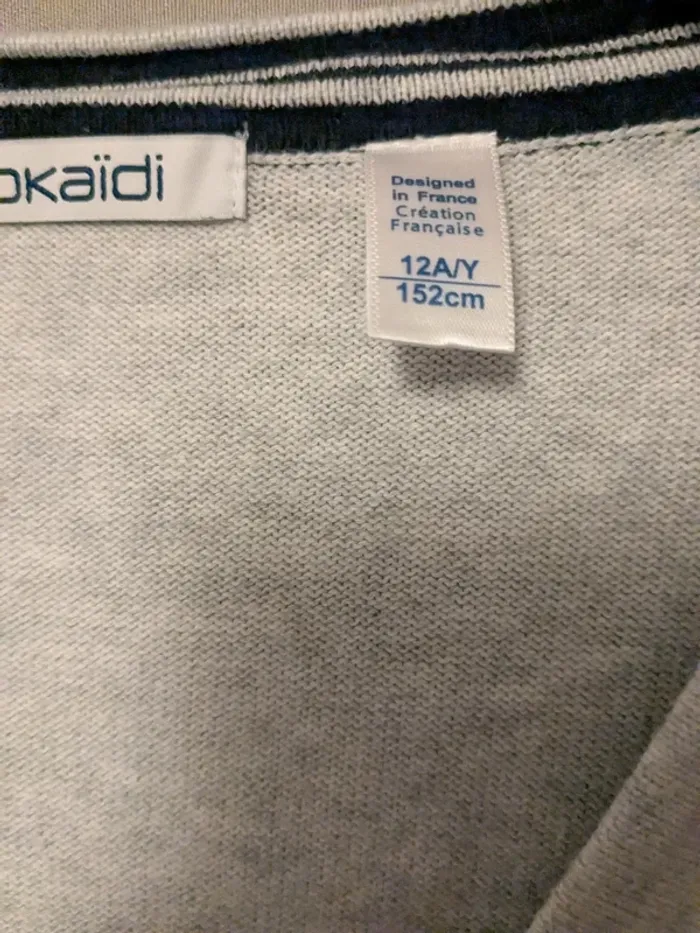 okaïdi
Designed
in France
Création
Française
12A/Y
152cm